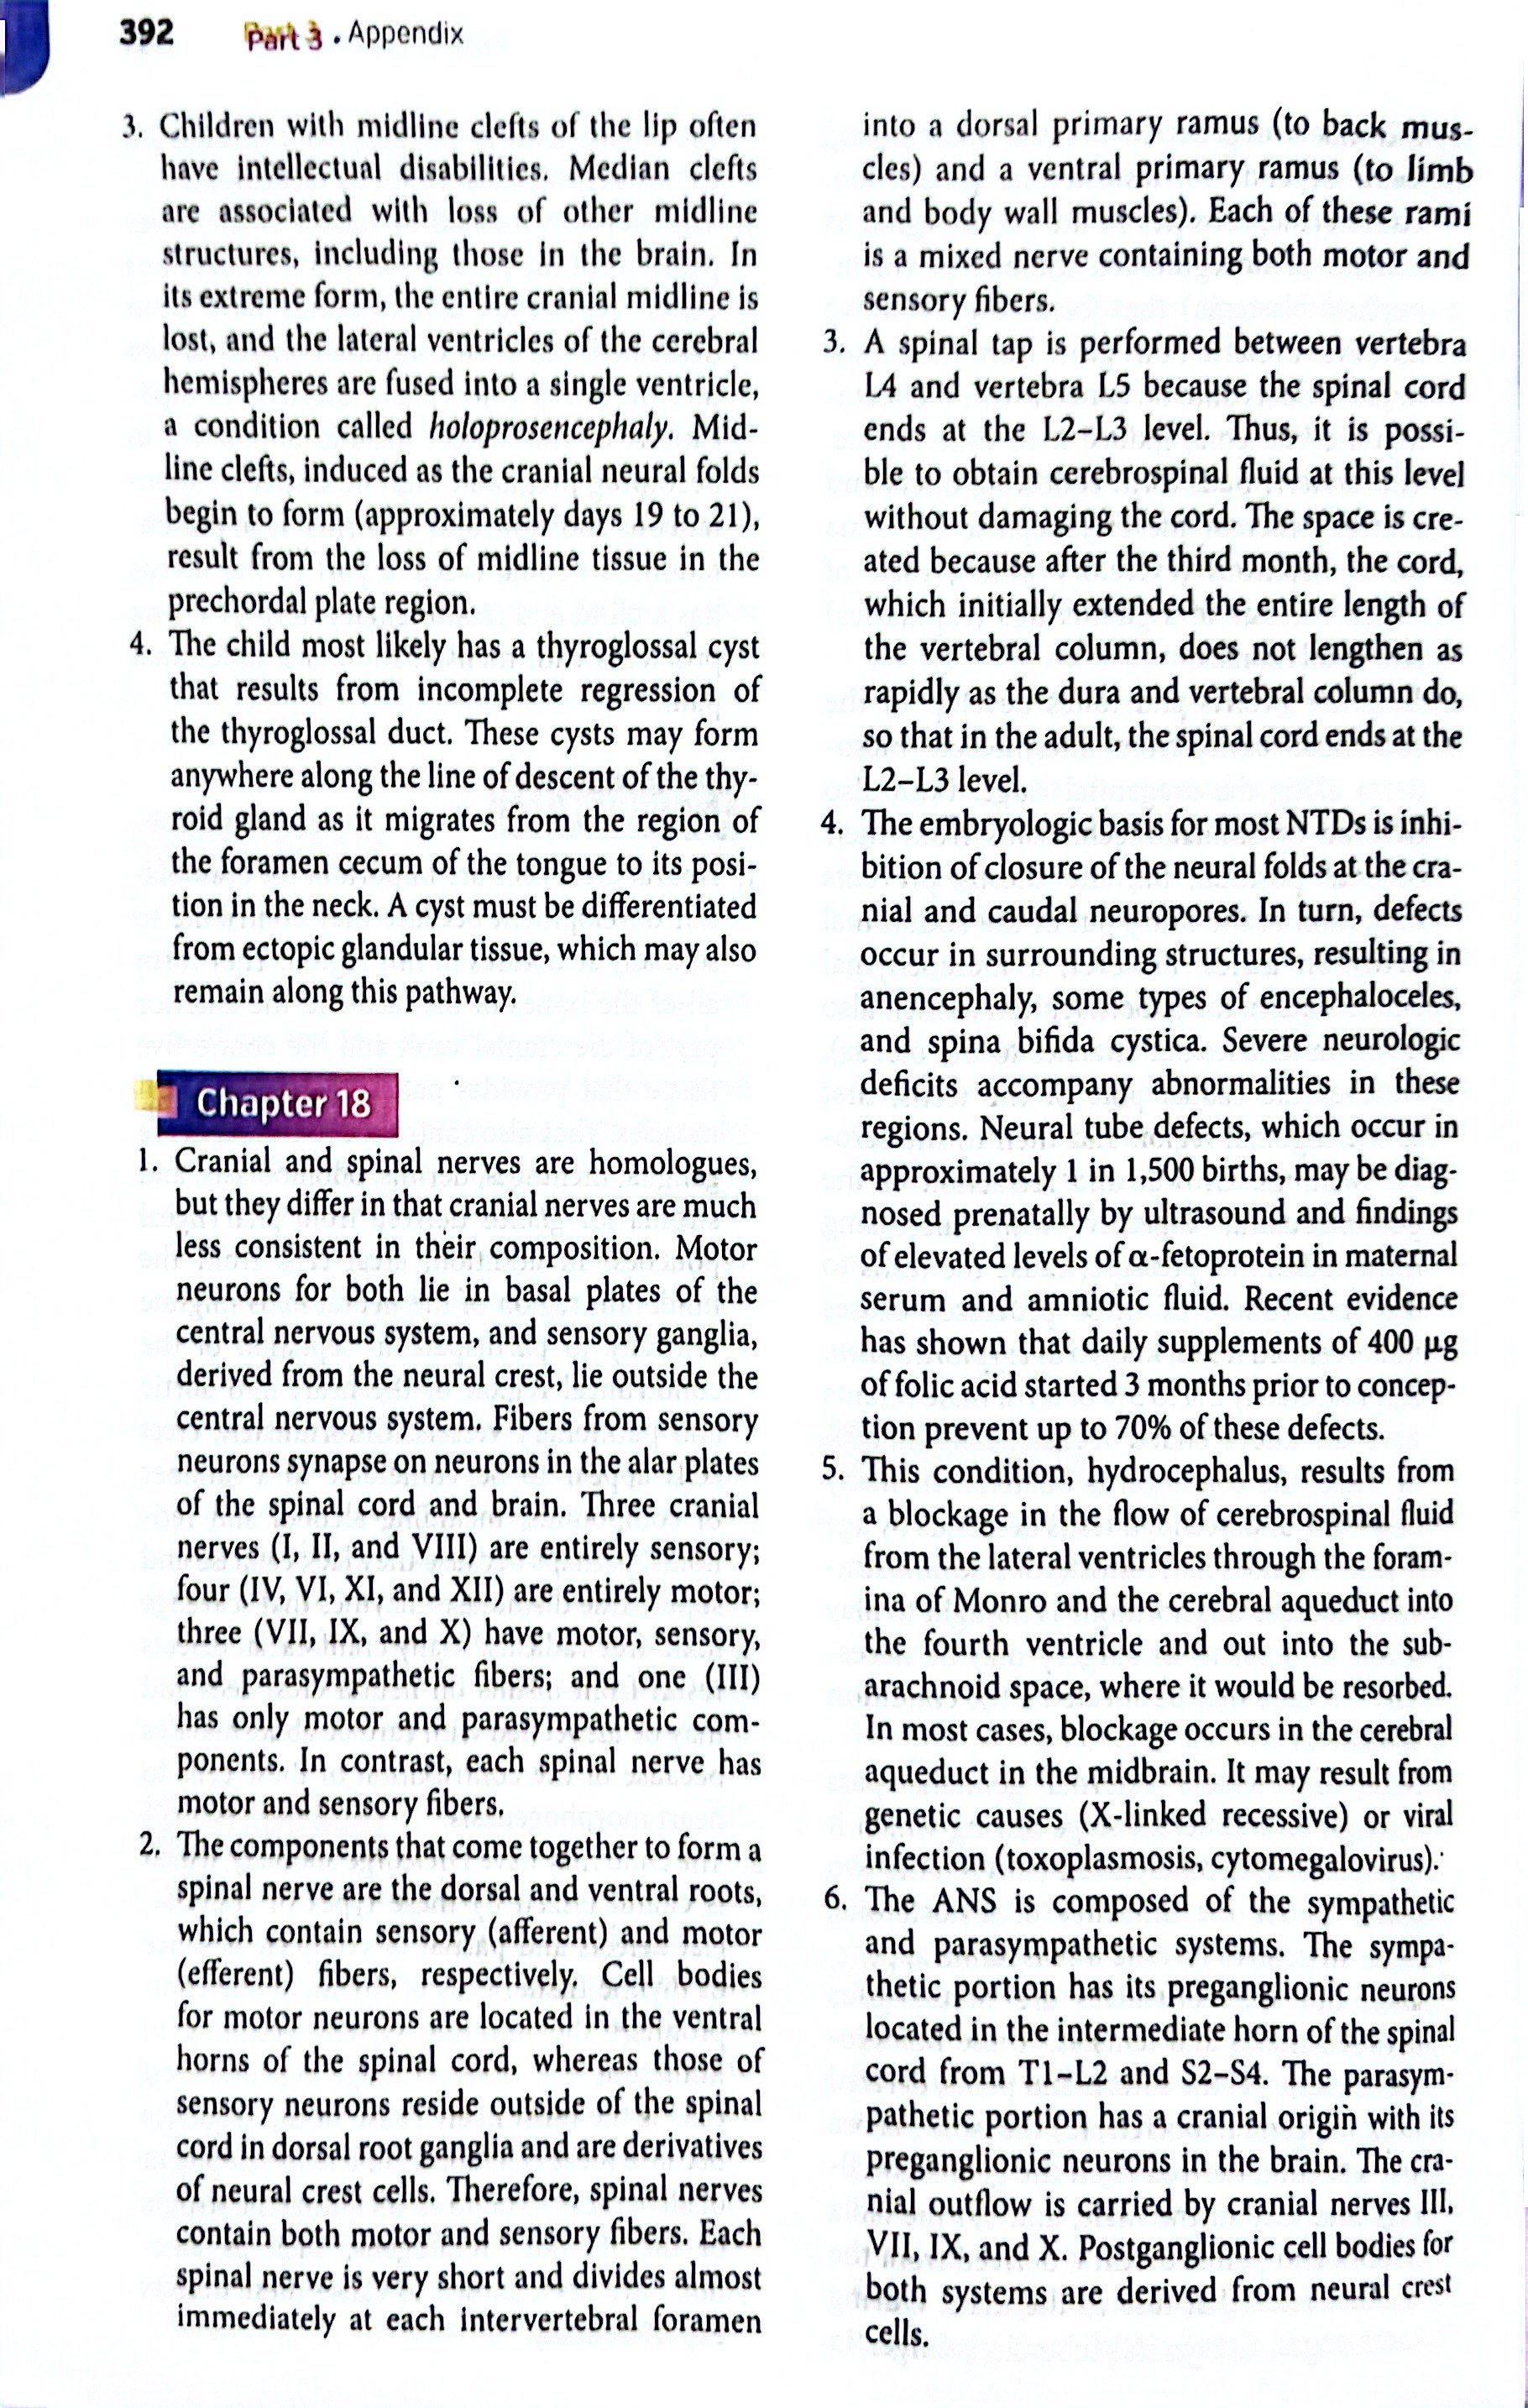 392 Part 3 • Appendix
3. Children with midline clefts of the lip often
have intellectual disabilities. Median clefts
are associated with loss of other midline
structures, including those in the brain. In
its extreme form, the entire cranial midline is
lost, and the lateral ventricles of the cerebral
hemispheres are fused into a single ventricle,
a condition called holoprosencephaly. Mid-
line clefts, induced as the cranial neural folds
begin to form (approximately days 19 to 21),
result from the loss of midline tissue in the
prechordal plate region.
4. The child most likely has a thyroglossal cyst
that results from incomplete regression of
the thyroglossal duct. These cysts may form
anywhere along the line of descent of the thy-
roid gland as it migrates from the region of
the foramen cecum of the tongue to its posi-
tion in the neck. A cyst must be differentiated
from ectopic glandular tissue, which may also
remain along this pathway.
Chapter 18
1. Cranial and spinal nerves are homologues,
but they differ in that cranial nerves are much
less consistent in their composition. Motor
neurons for both lie in basal plates of the
central nervous system, and sensory ganglia,
derived from the neural crest, lie outside the
central nervous system. Fibers from sensory
neurons synapse on neurons in the alar plates
of the spinal cord and brain. Three cranial
nerves (I, II, and VIII) are entirely sensory;
four (IV, VI, XI, and XII) are entirely motor;
three (VII, IX, and X) have motor, sensory,
and parasympathetic fibers; and one (III)
has only motor and parasympathetic com-
ponents. In contrast, each spinal nerve has
motor and sensory fibers.
2. The components that come together to form a
spinal nerve are the dorsal and ventral roots,
which contain sensory (afferent) and motor
(efferent) fibers, respectively. Cell bodies
for motor neurons are located in the ventral
horns of the spinal cord, whereas those of
sensory neurons reside outside of the spinal
cord in dorsal root ganglia and are derivatives
of neural crest cells. Therefore, spinal nerves
contain both motor and sensory fibers. Each
spinal nerve is very short and divides almost
immediately at each intervertebral foramen
into a dorsal primary ramus (to back mus-
cles) and a ventral primary ramus (to limb
and body wall muscles). Each of these rami
is a mixed nerve containing both motor and
sensory fibers.
3. A spinal tap is performed between vertebra
L4 and vertebra L5 because the spinal cord
ends at the L2–L3 level. Thus, it is possi-
ble to obtain cerebrospinal fluid at this level
without damaging the cord. The space is cre-
ated because after the third month, the cord,
which initially extended the entire length of
the vertebral column, does not lengthen as
rapidly as the dura and vertebral column do,
so that in the adult, the spinal cord ends at the
L2–L3 level.
4. The embryologic basis for most NTDs is inhi-
bition of closure of the neural folds at the cra-
nial and caudal neuropores. In turn, defects
occur in surrounding structures, resulting in
anencephaly, some types of encephaloceles,
and spina bifida cystica. Severe neurologic
deficits accompany abnormalities in these
regions. Neural tube defects, which occur in
approximately 1 in 1,500 births, may be diag-
nosed prenatally by ultrasound and findings
of elevated levels of α-fetoprotein in maternal
serum and amniotic fluid. Recent evidence
has shown that daily supplements of 400 µg
of folic acid started 3 months prior to concep-
tion prevent up to 70% of these defects.
5. This condition, hydrocephalus, results from
a blockage in the flow of cerebrospinal fluid
from the lateral ventricles through the foram-
ina of Monro and the cerebral aqueduct into
the fourth ventricle and out into the sub-
arachnoid space, where it would be resorbed.
In most cases, blockage occurs in the cerebral
aqueduct in the midbrain. It may result from
genetic causes (X-linked recessive) or viral
infection (toxoplasmosis, cytomegalovirus).
6. The ANS is composed of the sympathetic
and parasympathetic systems. The sympa-
thetic portion has its preganglionic neurons
located in the intermediate horn of the spinal
cord from T1–L2 and S2–S4. The parasym-
pathetic portion has a cranial origin with its
preganglionic neurons in the brain. The cra-
nial outflow is carried by cranial nerves III,
VII, IX, and X. Postganglionic cell bodies for
both systems are derived from neural crest
cells.